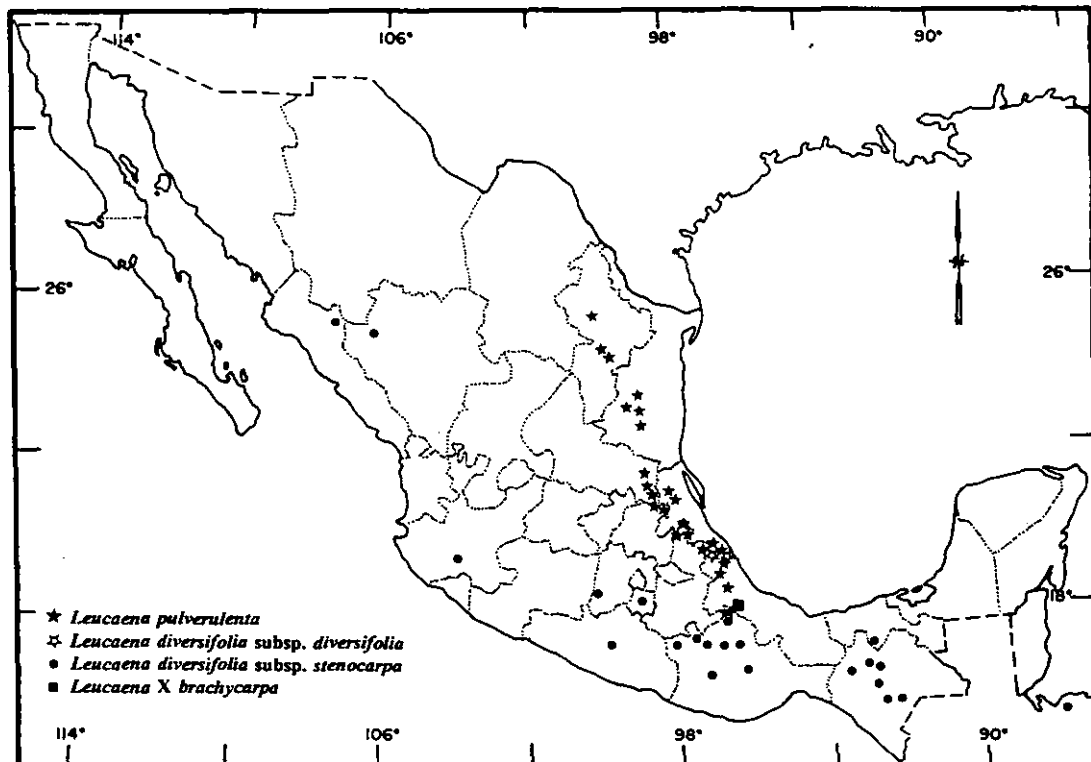 114° 106° 98° 90°
26° 26°
18°
★ Leucaena pulverulenta
☆ Leucaena diversifolia subsp. diversifolia
● Leucaena diversifolia subsp. stenocarpa
■ Leucaena X brachycarpa
114° 106° 98° 90°